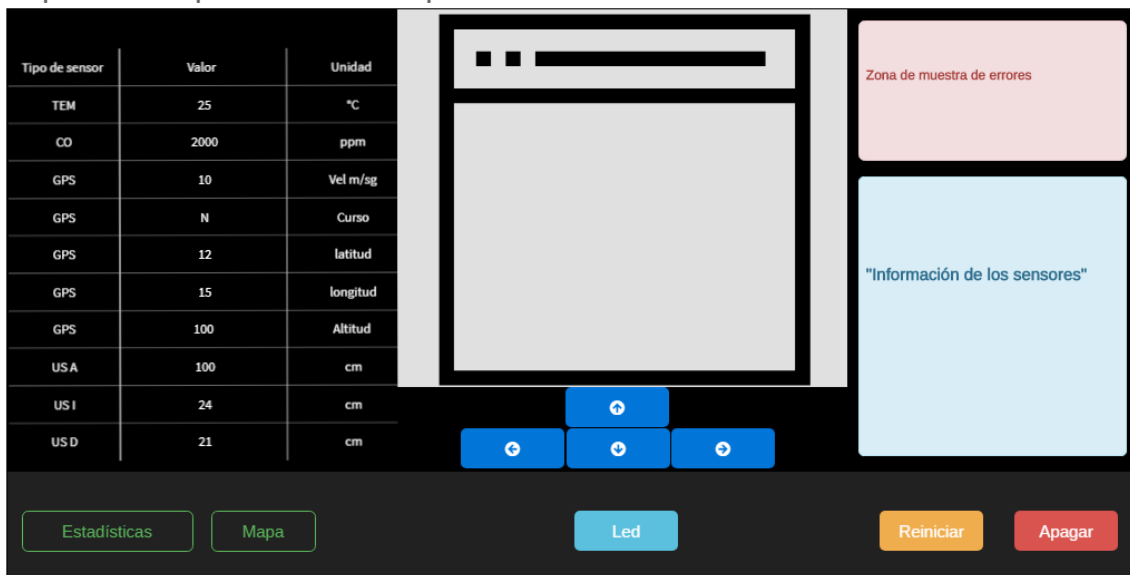 Tipo de sensor Valor Unidad
TEM 25 °C
CO 2000 ppm
GPS 10 Vel m/sg
GPS N Curso
GPS 12 latitud
GPS 15 longitud
GPS 100 Altitud
US A 100 cm
US I 24 cm
US D 21 cm
Zona de muestra de errores
"Información de los sensores"
Estadísticas
Mapa
Led
Reiniciar
Apagar